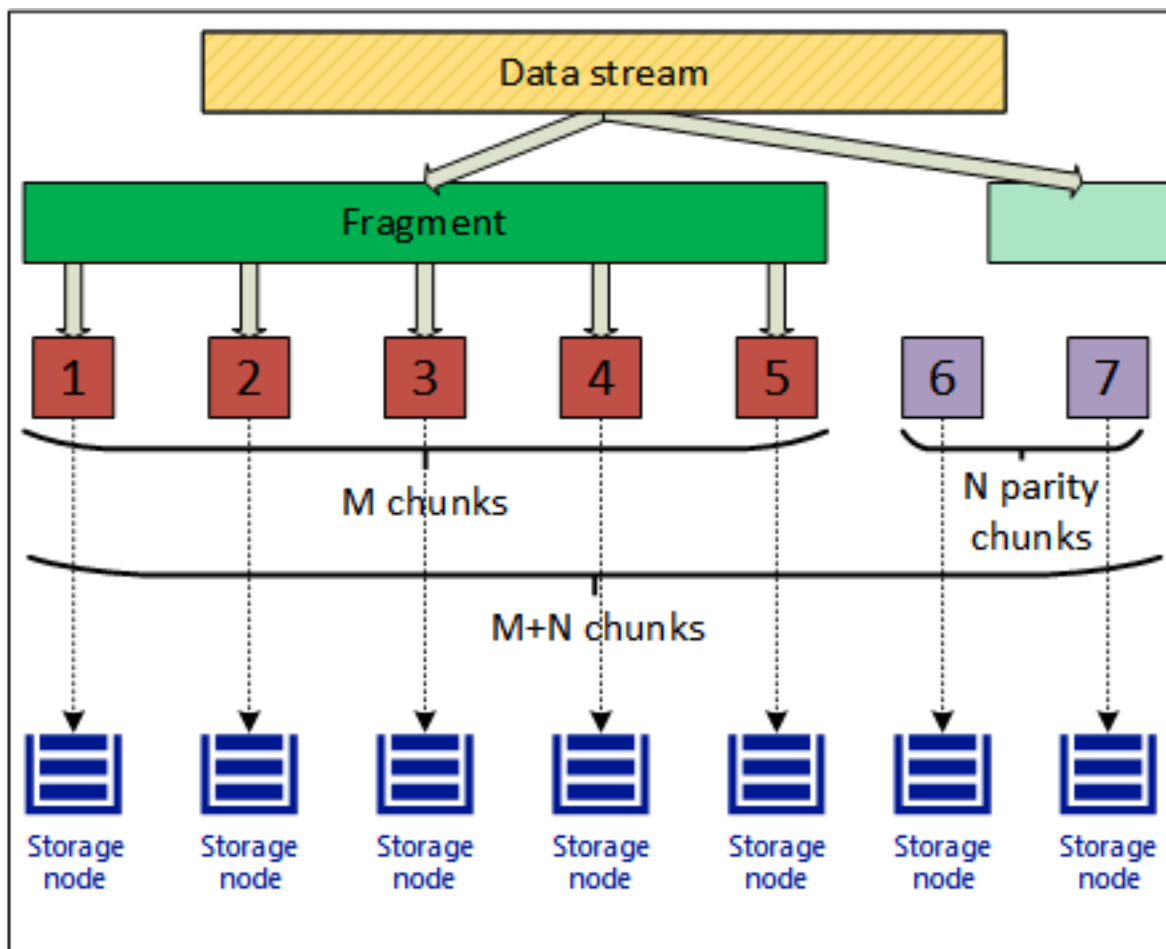 Data stream
Fragment
1 2 3 4 5 6 7
M chunks
N parity
chunks
M+N chunks
Storage
node
Storage
node
Storage
node
Storage
node
Storage
node
Storage
node
Storage
node